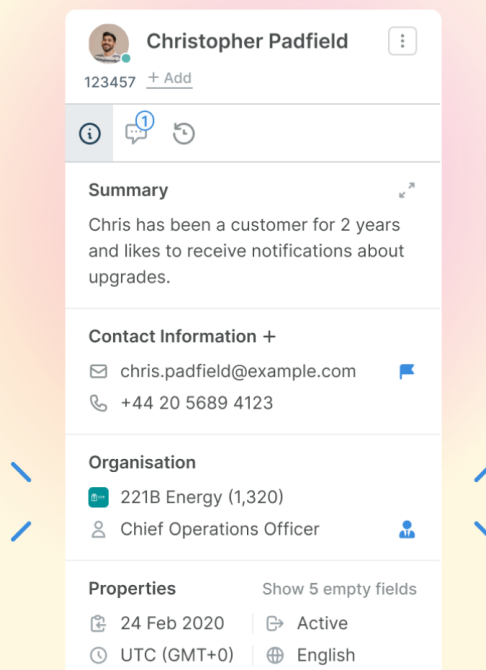 Christopher Padfield
123457 + Add
1
Summary
Chris has been a customer for 2 years
and likes to receive notifications about
upgrades.
Contact Information +
chris.padfield@example.com
+44 20 5689 4123
Organisation
221B Energy (1,320)
Chief Operations Officer
Properties Show 5 empty fields
24 Feb 2020 Active
UTC (GMT+0) English